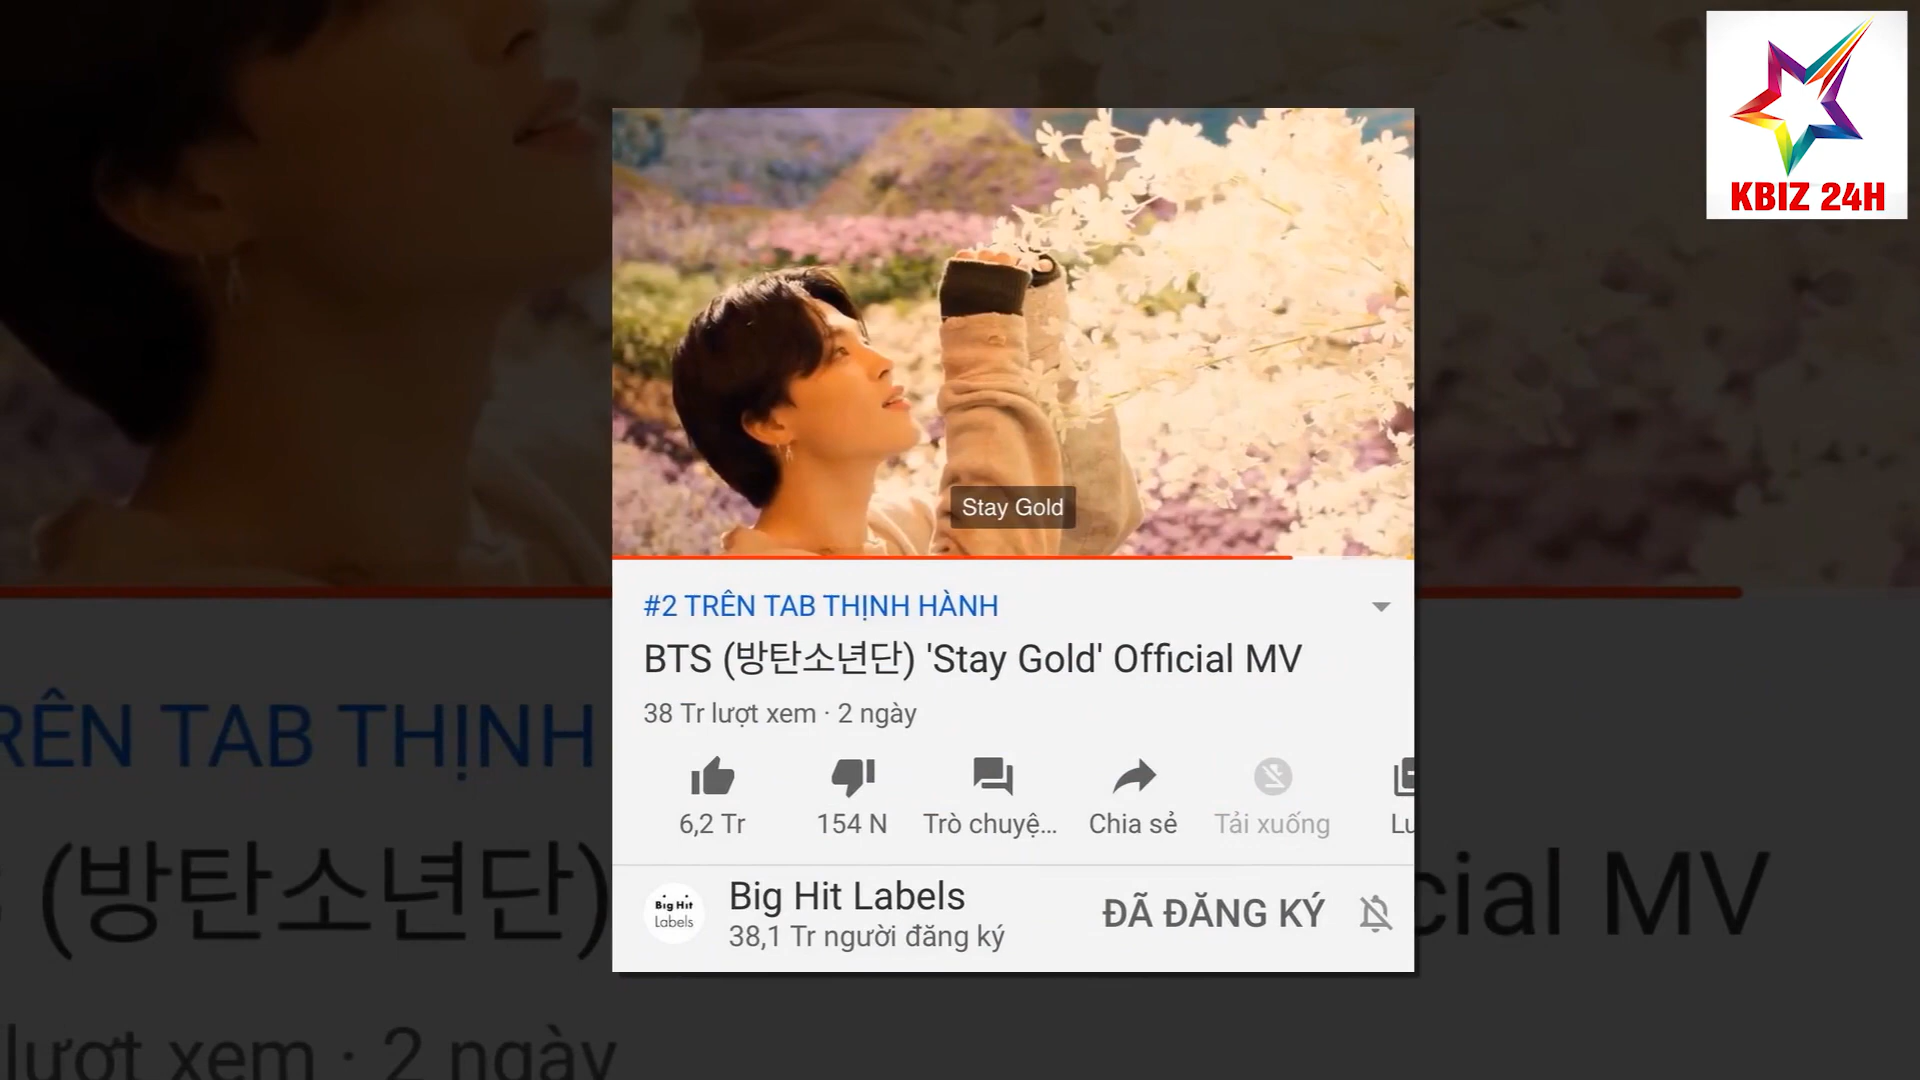 KBIZ 24H
Stay Gold
#2 TRÊN TAB THỊNH HÀNH
BTS (방탄소년단) 'Stay Gold' Official MV
38 Tr lượt xem · 2 ngày
6,2 Tr
154 N
Trò chuyệ...
Chia sẻ
Tải xuống
Lu
Big Hit
Labels
Big Hit Labels
38,1 Tr người đăng ký
ĐÃ ĐĂNG KÝ
RÊN TAB THỊNH
(방탄소년단)
cial MV
lượt xem · 2 ngày